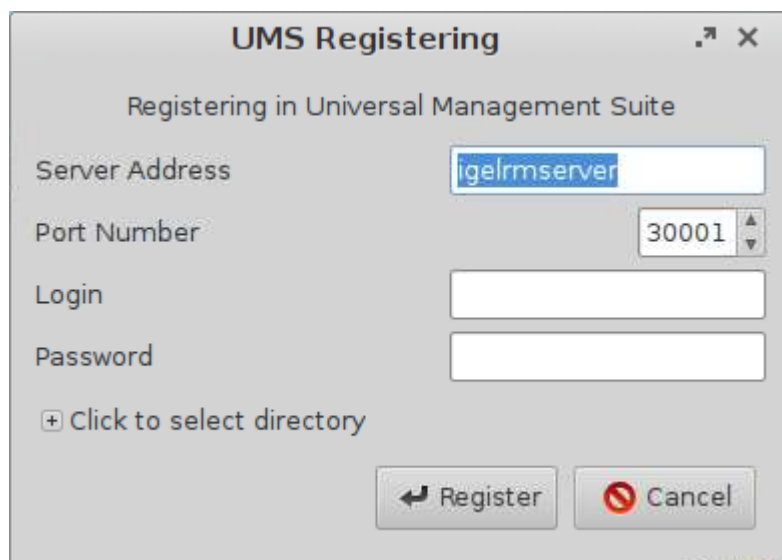 UMS Registering
Registering in Universal Management Suite
Server Address igelrmserver
Port Number 30001
Login
Password
Click to select directory
Register Cancel